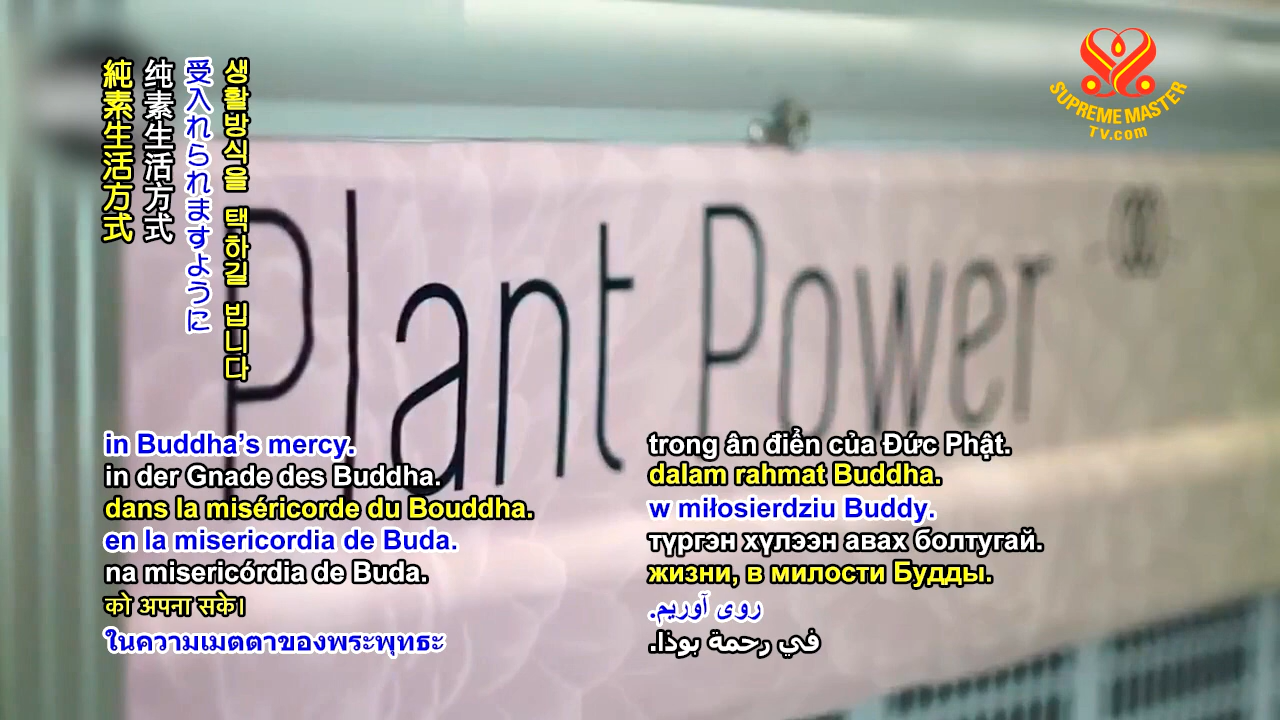 純素生活方式
纯素生活方式
受入れられますように
생활방식을 택하길 빕니다
SUPREME MASTER
TV.com
Plant Power
in Buddha’s mercy.
in der Gnade des Buddha.
dans la miséricorde du Bouddha.
en la misericordia de Buda.
na misericórdia de Buda.
को अपना सके।
ในความเมตตาของพระพุทธะ
trong ân điển của Đức Phật.
dalam rahmat Buddha.
w miłosierdziu Buddy.
түргэн хүлээн авах болтугай.
жизни, в милости Будды.
روی آوریم.
في رحمة بوذا.